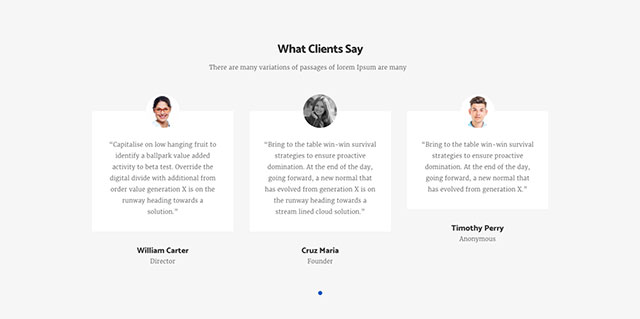 What Clients Say
There are many variations of passages of lorem Ipsum are many
“Capitalise on low hanging fruit to
identify a ballpark value added
activity to beta test. Override the
digital divide with additional from
order value generation X is on the
runway heading towards a
solution.”
William Carter
Director
“Bring to the table win-win survival
strategies to ensure proactive
domination. At the end of the day,
going forward, a new normal that
has evolved from generation X is on
the runway heading towards a
stream lined cloud solution.”
Cruz Maria
Founder
“Bring to the table win-win survival
strategies to ensure proactive
domination. At the end of the day,
going forward, a new normal that
has evolved from generation X.”
Timothy Perry
Anonymous